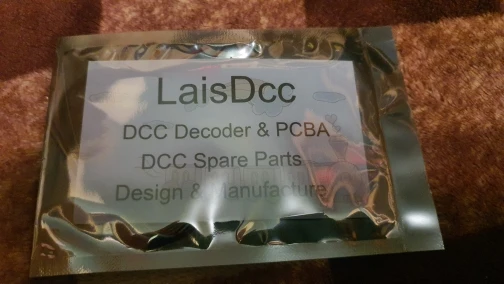 LaisDcc
DCC Decoder & PCBA
DCC Spare Parts
Design & Manufacture